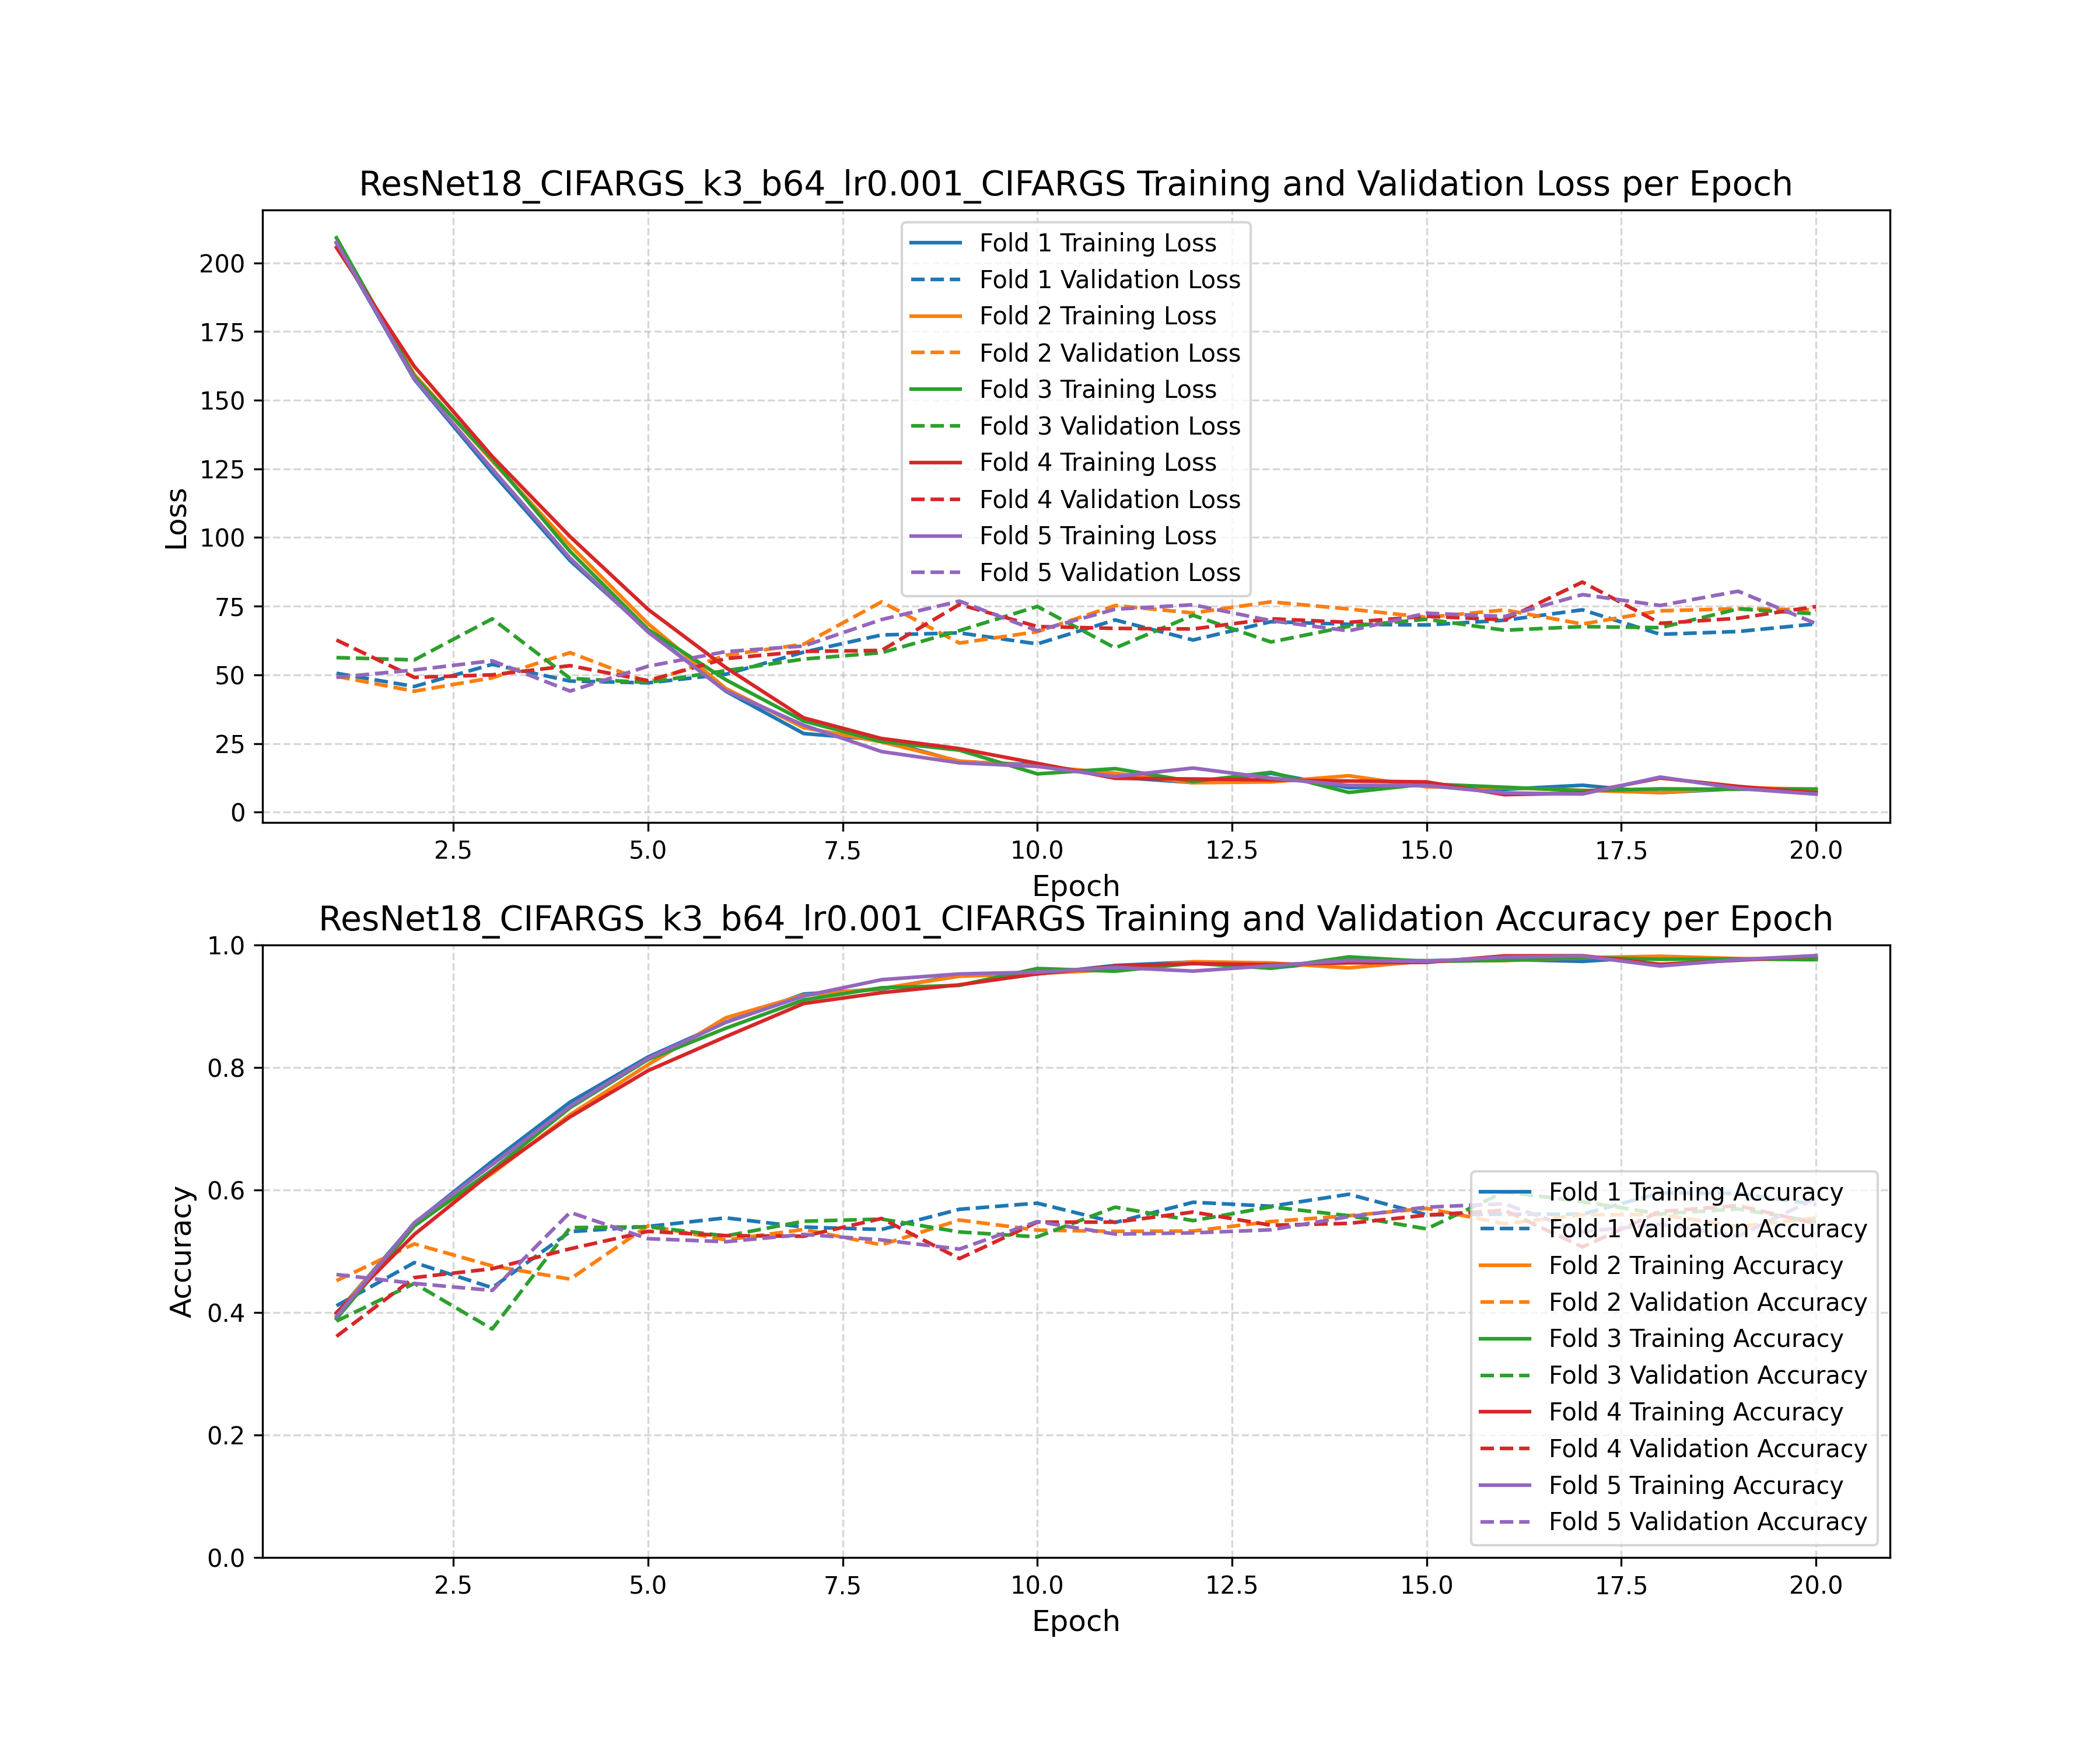 ResNet18_CIFARGS_k3_b64_lr0.001_CIFARGS Training and Validation Loss per Epoch
Loss
200
175
150
125
100
75
50
25
0
Fold 1 Training Loss
Fold 1 Validation Loss
Fold 2 Training Loss
Fold 2 Validation Loss
Fold 3 Training Loss
Fold 3 Validation Loss
Fold 4 Training Loss
Fold 4 Validation Loss
Fold 5 Training Loss
Fold 5 Validation Loss
2.5 5.0 7.5 10.0 12.5 15.0 17.5 20.0
Epoch
ResNet18_CIFARGS_k3_b64_lr0.001_CIFARGS Training and Validation Accuracy per Epoch
Accuracy
1.0
0.8
0.6
0.4
0.2
0.0
Fold 1 Training Accuracy
Fold 1 Validation Accuracy
Fold 2 Training Accuracy
Fold 2 Validation Accuracy
Fold 3 Training Accuracy
Fold 3 Validation Accuracy
Fold 4 Training Accuracy
Fold 4 Validation Accuracy
Fold 5 Training Accuracy
Fold 5 Validation Accuracy
2.5 5.0 7.5 10.0 12.5 15.0 17.5 20.0
Epoch